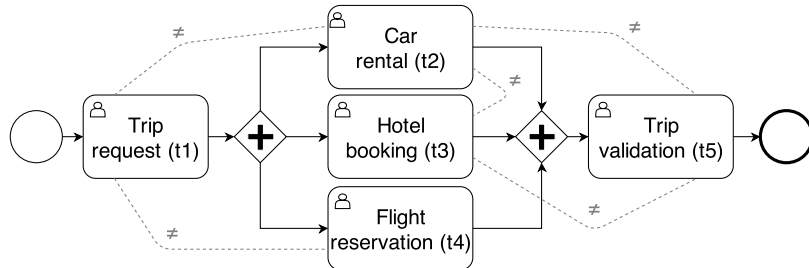 ≠
≠
Car
rental (t2)
≠
Trip
request (t1)
Hotel
booking (t3)
Trip
validation (t5)
≠
≠
Flight
reservation (t4)